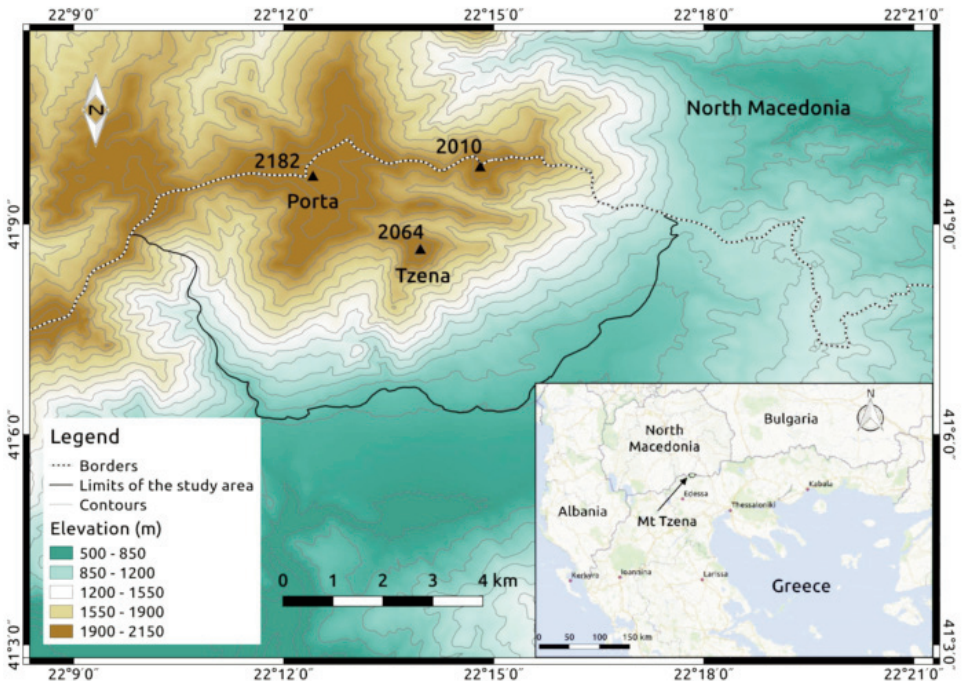 22°9′0″ 22°12′0″ 22°15′0″ 22°18′0″ 22°21′0″
N
North Macedonia
2010
2182
Porta
41°9′0″ 41°9′0″
2064
Tzena
41°6′0″ 41°6′0″
Legend
Borders
Limits of the study area
Contours
Elevation (m)
500 - 850
850 - 1200
1200 - 1550
1550 - 1900
1900 - 2150
0 1 2 3 4 km
N
Bulgaria
North
Macedonia
Kabala
Edessa
Thessaloniki
Albania
Mt Tzena
Kerkyra
Ioannina
Larissa
Greece
0 50 100 150 km
41°3′0″ 41°3′0″
22°9′0″ 22°12′0″ 22°15′0″ 22°18′0″ 22°21′0″